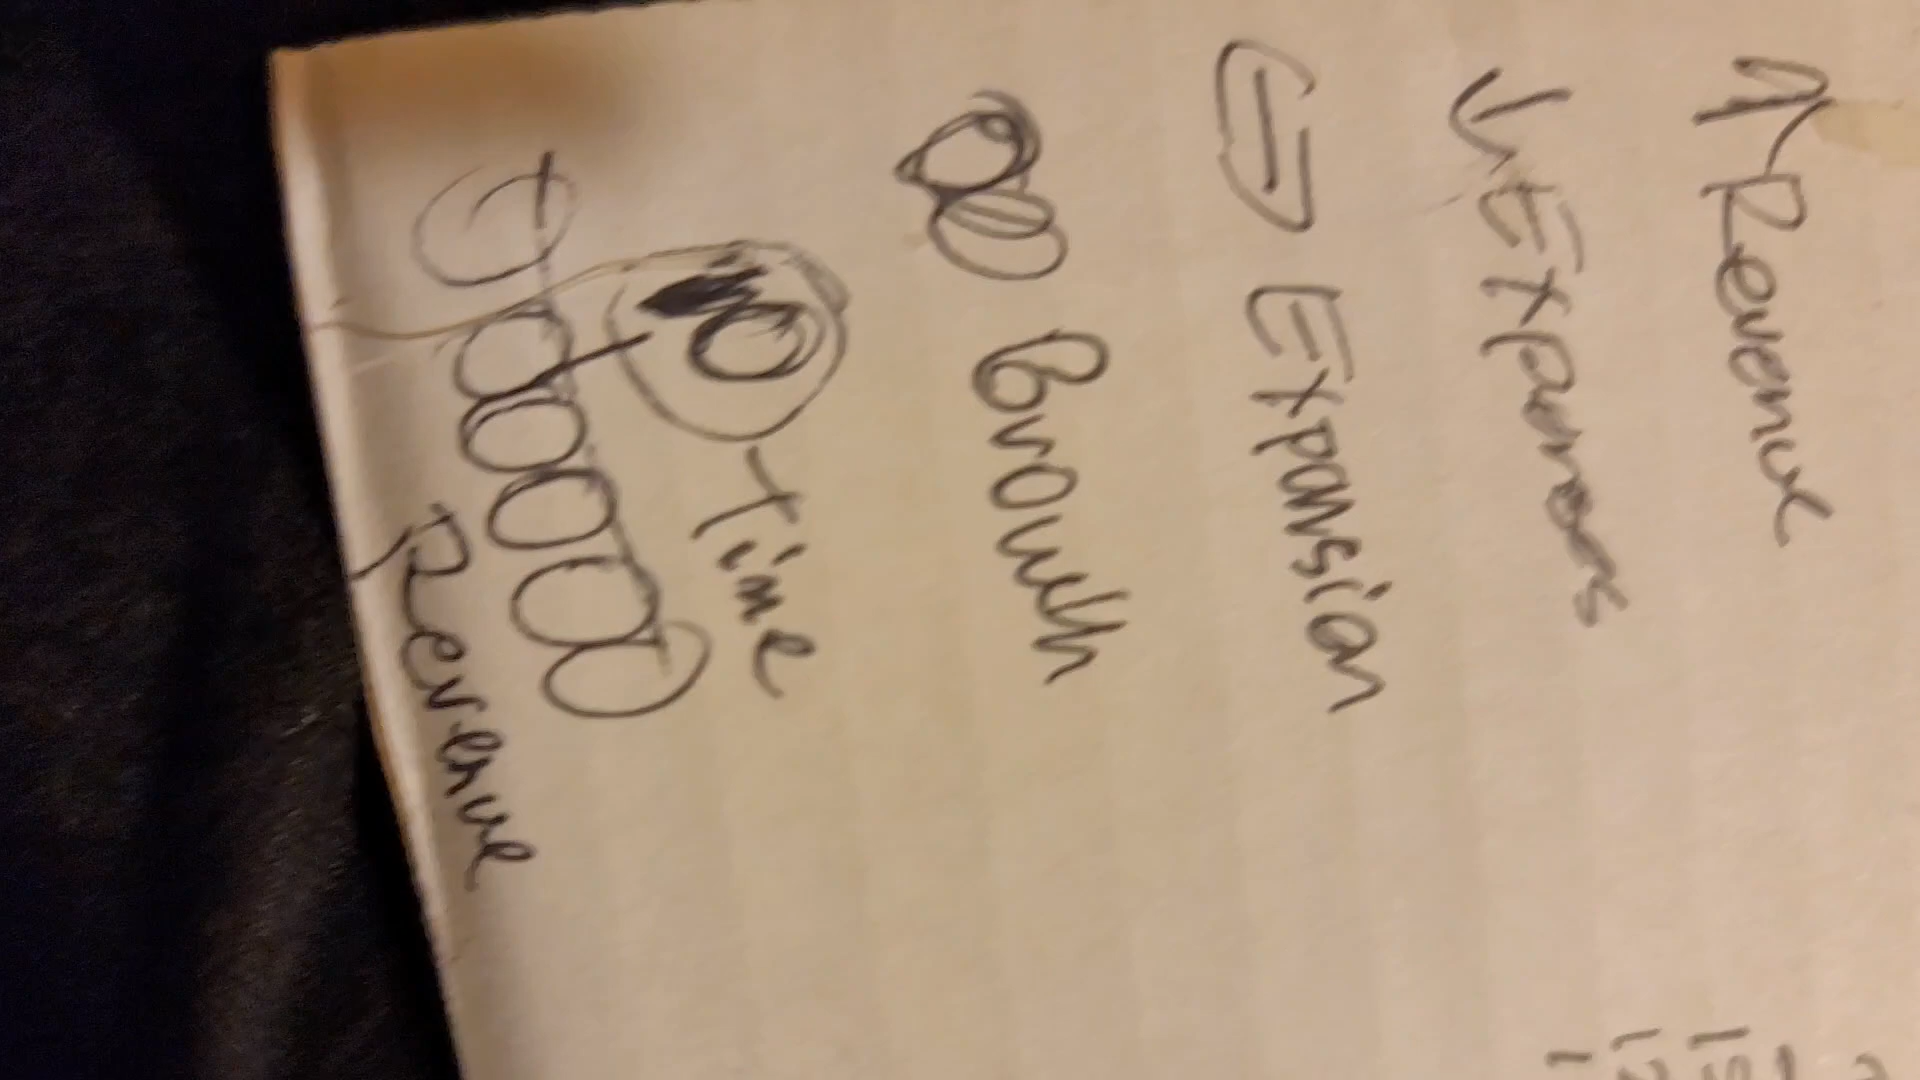 ↑ Revenue
↓ Expenses
Expansion
Growth
Time
Revenue